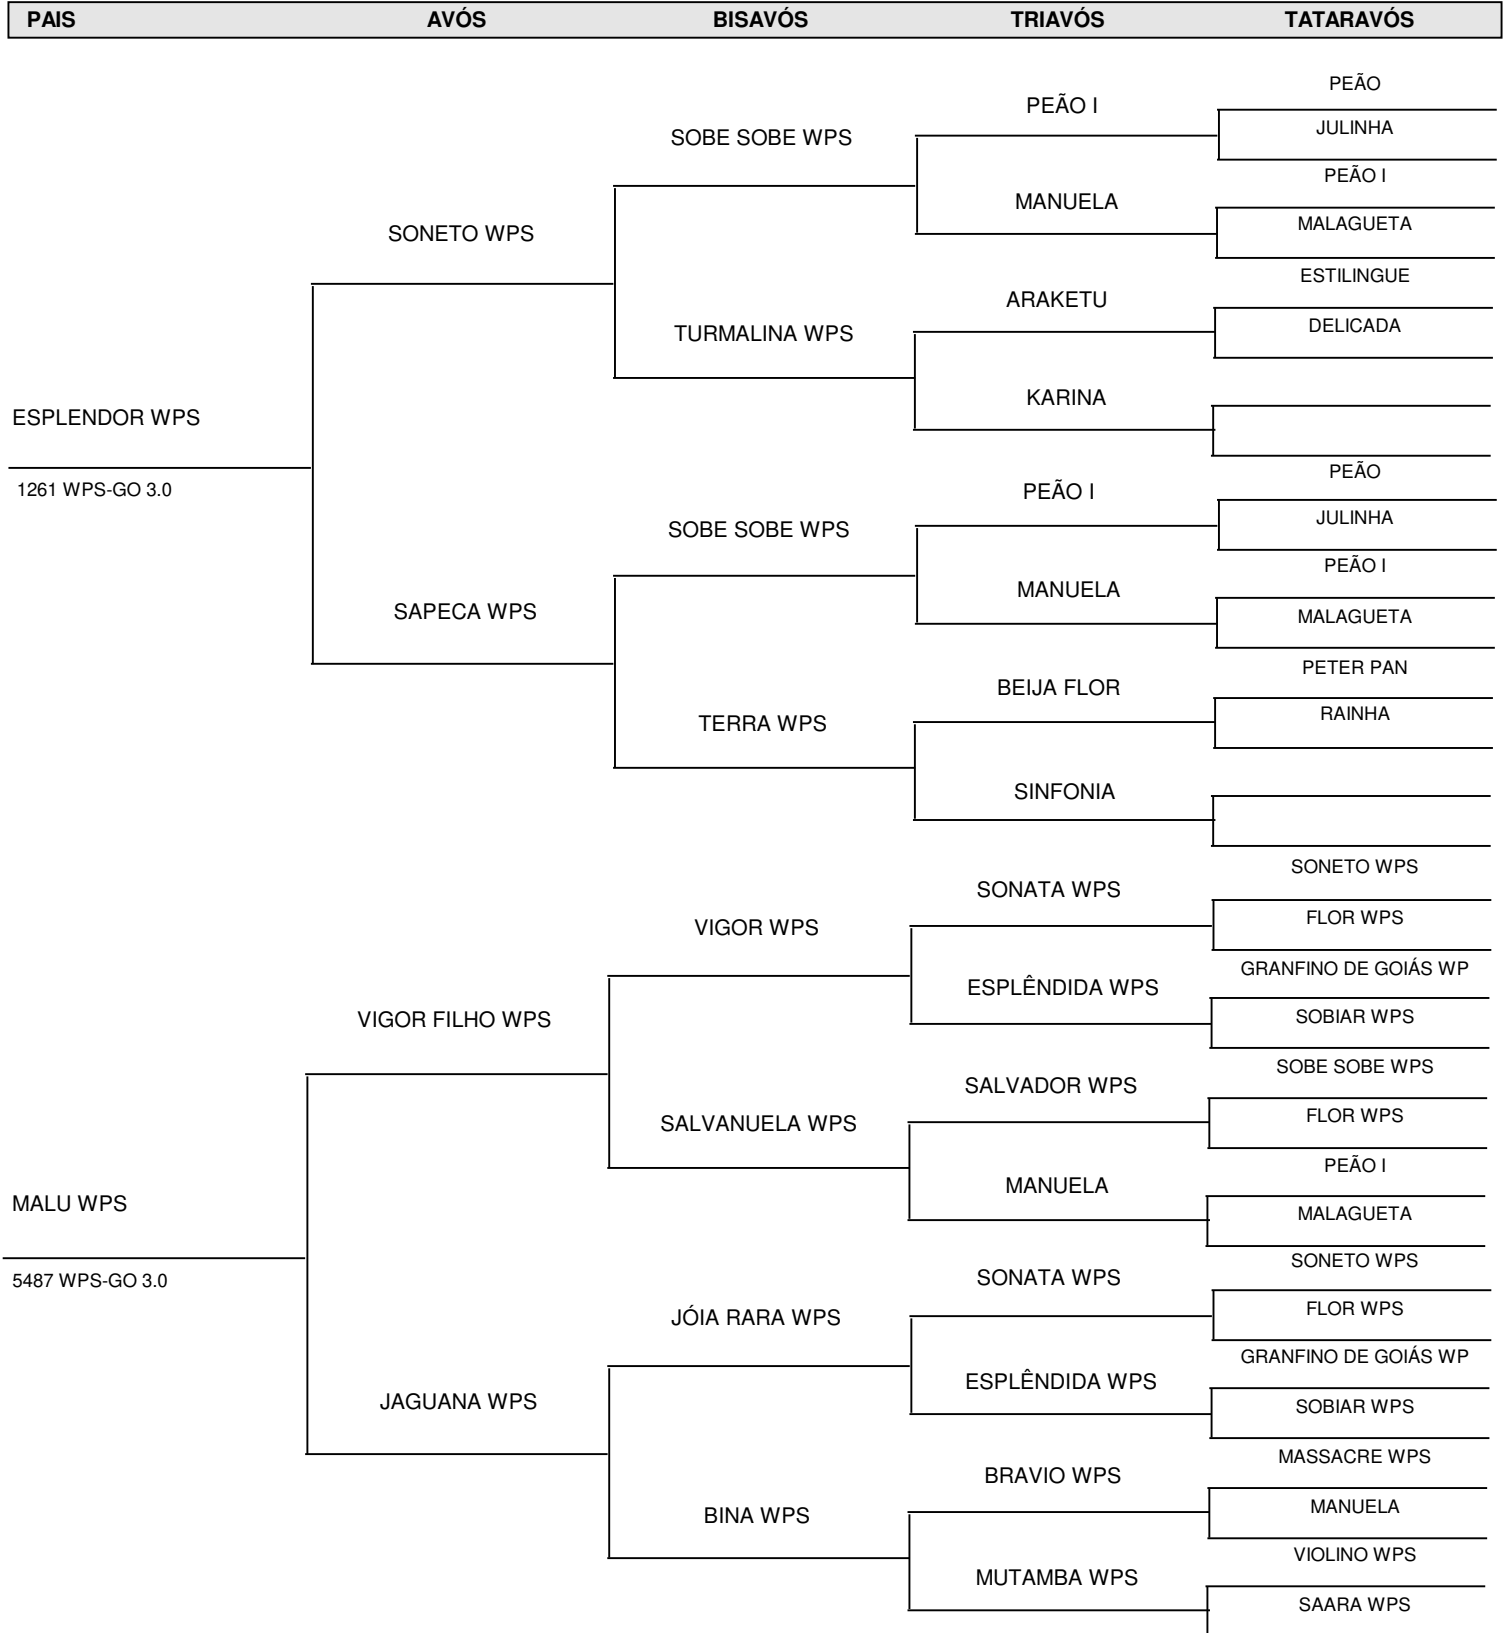 PAIS AVÓS BISAVÓS TRIAVÓS TATARAVÓS
PEÃO
PEÃO I
JULINHA
SOBE SOBE WPS
PEÃO I
MANUELA
MALAGUETA
SONETO WPS
ESTILINGUE
ARAKETU
DELICADA
TURMALINA WPS
KARINA
ESPLENDOR WPS
PEÃO
1261 WPS-GO 3.0
PEÃO I
JULINHA
SOBE SOBE WPS
PEÃO I
MANUELA
SAPECA WPS
MALAGUETA
PETER PAN
BEIJA FLOR
RAINHA
TERRA WPS
SINFONIA
SONETO WPS
SONATA WPS
FLOR WPS
VIGOR WPS
GRANFINO DE GOIÁS WP
ESPLÊNDIDA WPS
SOBIAR WPS
VIGOR FILHO WPS
SOBE SOBE WPS
SALVADOR WPS
FLOR WPS
SALVANUELA WPS
PEÃO I
MANUELA
MALU WPS
MALAGUETA
SONETO WPS
5487 WPS-GO 3.0
SONATA WPS
FLOR WPS
JÓIA RARA WPS
GRANFINO DE GOIÁS WP
ESPLÊNDIDA WPS
JAGUANA WPS
SOBIAR WPS
MASSACRE WPS
BRAVIO WPS
MANUELA
BINA WPS
VIOLINO WPS
MUTAMBA WPS
SAARA WPS